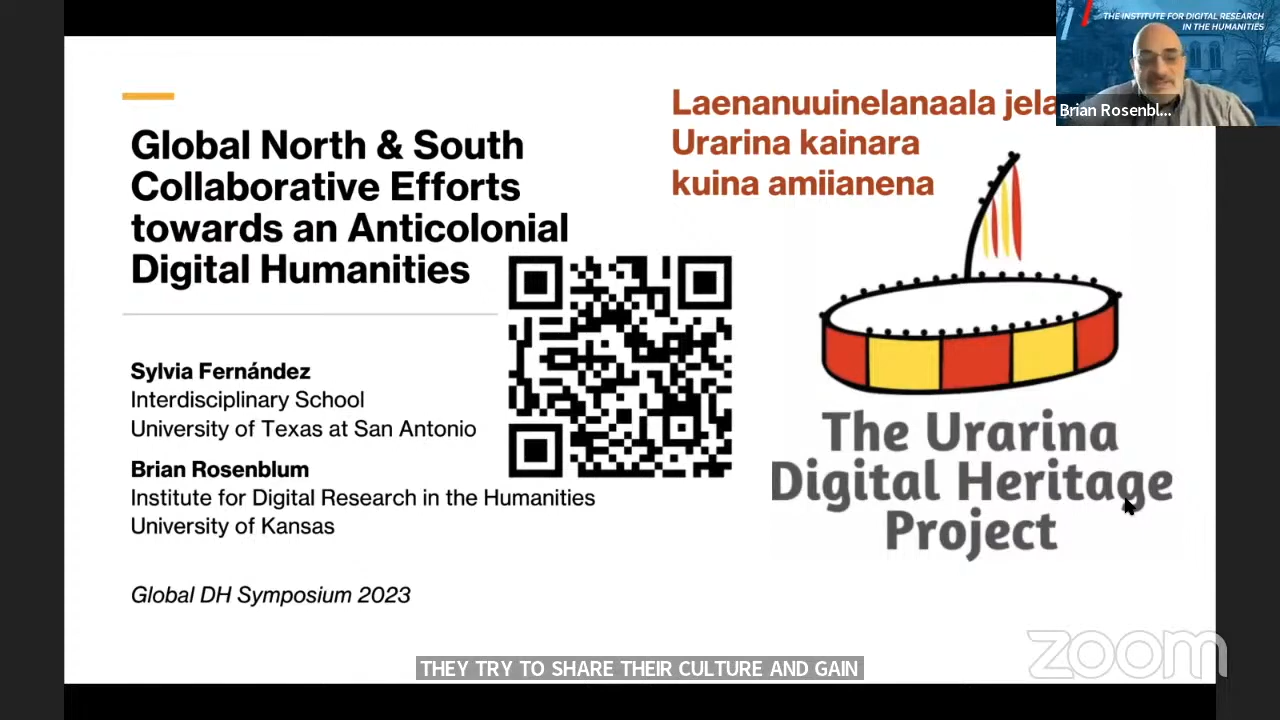 THE INSTITUTE FOR DIGITAL RESEARCH
IN THE HUMANITIES
Brian Rosenbl...
Global North & South
Collaborative Efforts
towards an Anticolonial
Digital Humanities
Sylvia Fernández
Interdisciplinary School
University of Texas at San Antonio
Brian Rosenblum
Institute for Digital Research in the Humanities
University of Kansas
Global DH Symposium 2023
Laenanuuinelanaala
Urarina kainara
kuina amiianena
The Urarina
Digital Heritage
Project
zoom
THEY TRY TO SHARE THEIR CULTURE AND GAIN